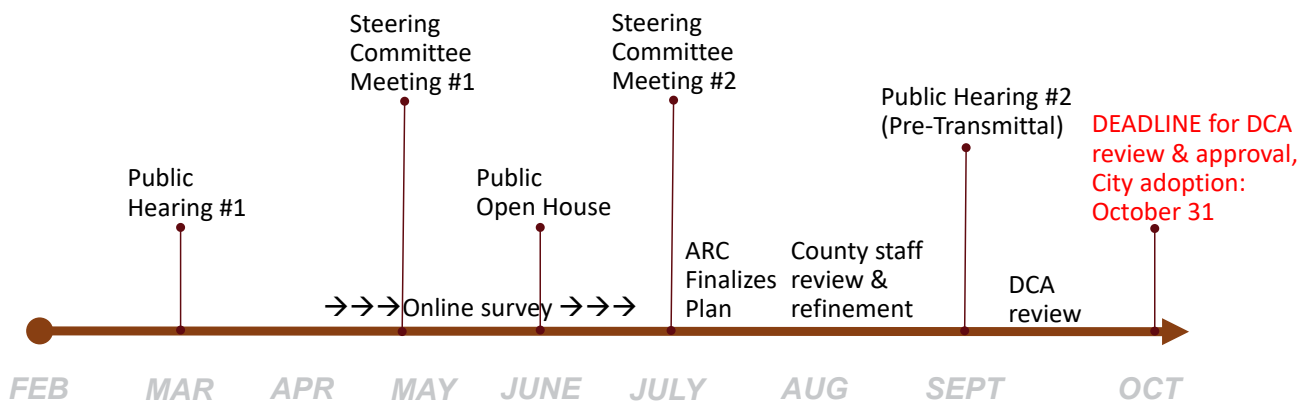 Steering
Committee
Meeting #1
Steering
Committee
Meeting #2
Public Hearing #2
(Pre-Transmittal)
DEADLINE for DCA
review & approval,
City adoption:
October 31
Public
Hearing #1
Public
Open House
ARC
Finalizes
Plan
County staff
review &
refinement
DCA
review
→→→Online survey →→→
FEB MAR APR MAY JUNE JULY AUG SEPT OCT